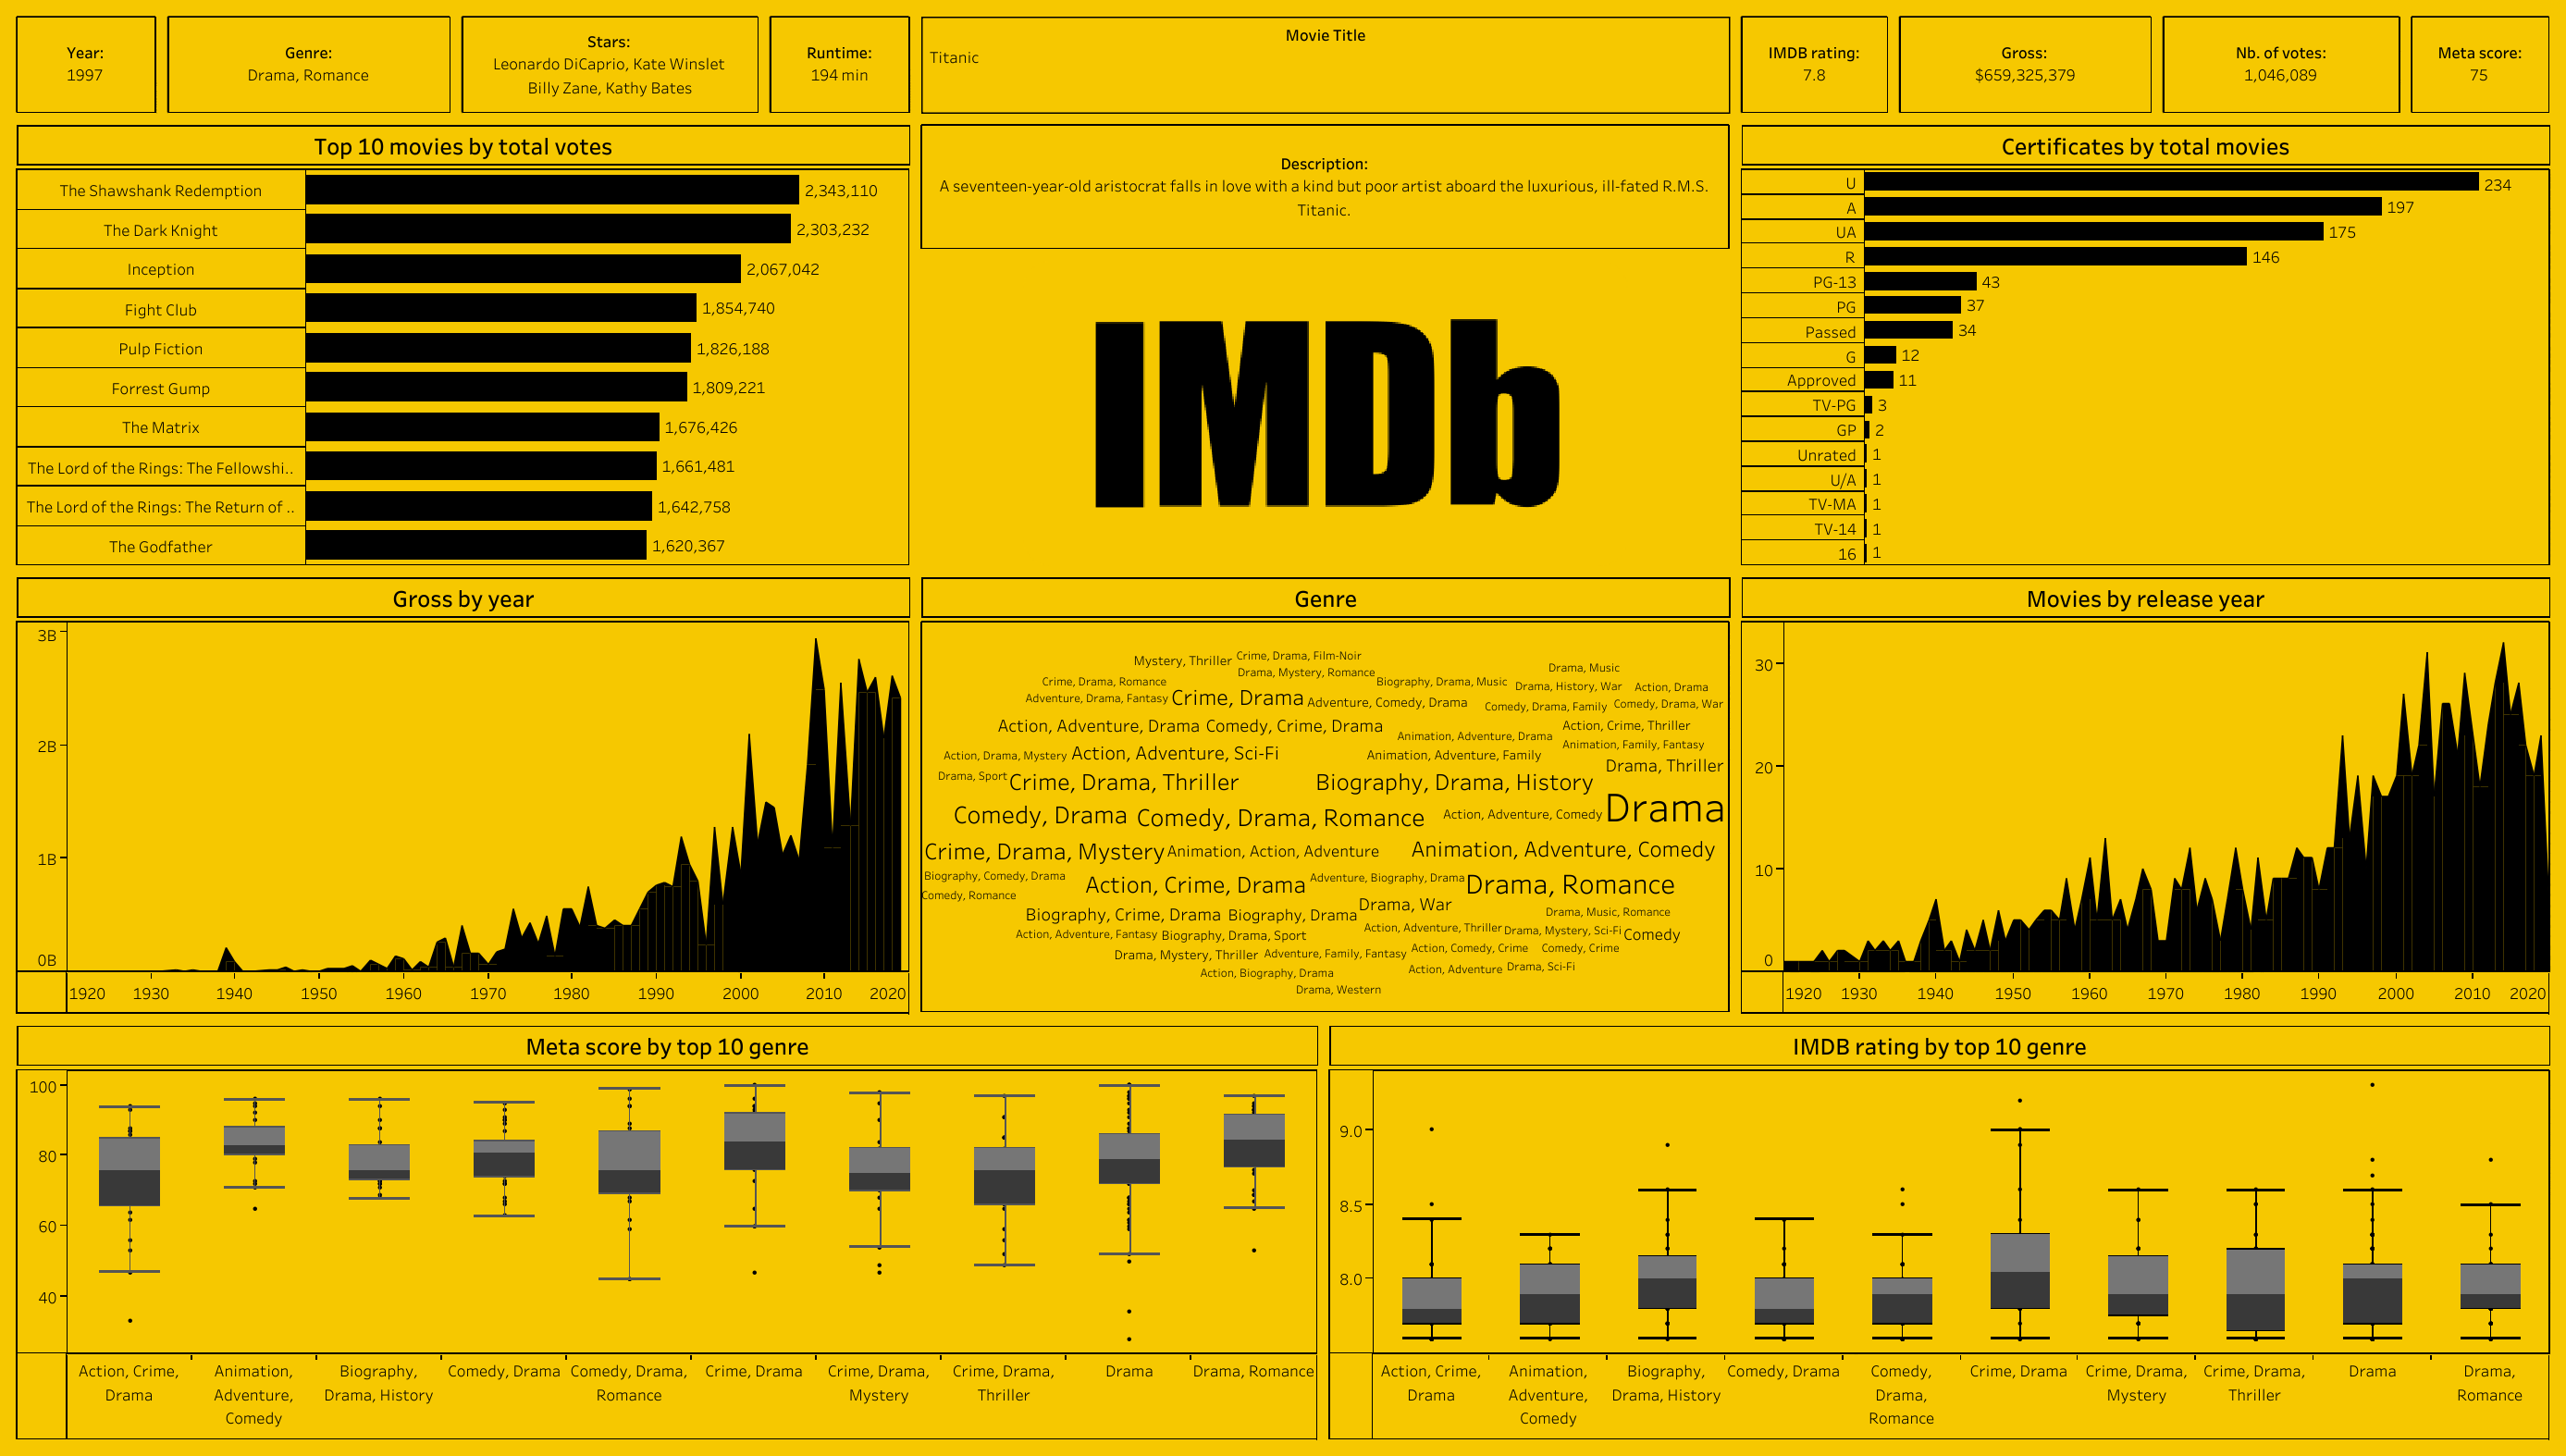 Year:
1997
Genre:
Drama, Romance
Stars:
Leonardo DiCaprio, Kate Winslet
Billy Zane, Kathy Bates
Runtime:
194 min
Movie Title
Titanic
IMDB rating:
7.8
Gross:
$659,325,379
Nb. of votes:
1,046,089
Meta score:
75
Top 10 movies by total votes
The Shawshank Redemption 2,343,110
The Dark Knight 2,303,232
Inception 2,067,042
Fight Club 1,854,740
Pulp Fiction 1,826,188
Forrest Gump 1,809,221
The Matrix 1,676,426
The Lord of the Rings: The Fellowshi.. 1,661,481
The Lord of the Rings: The Return of .. 1,642,758
The Godfather 1,620,367
Description:
A seventeen-year-old aristocrat falls in love with a kind but poor artist aboard the luxurious, ill-fated R.M.S.
Titanic.
IMDb
Certificates by total movies
U 234
A 197
UA 175
R 146
PG-13 43
PG 37
Passed 34
G 12
Approved 11
TV-PG 3
GP 2
Unrated 1
U/A 1
TV-MA 1
TV-14 1
16 1
Gross by year
3B
2B
1B
0B
1920 1930 1940 1950 1960 1970 1980 1990 2000 2010 2020
Genre
Mystery, Thriller Crime, Drama, Film-Noir
Drama, Mystery, Romance Drama, Music
Crime, Drama, Romance Biography, Drama, Music Drama, History, War Action, Drama
Adventure, Drama, Fantasy Crime, Drama Adventure, Comedy, Drama Comedy, Drama, Family Comedy, Drama, War
Action, Adventure, Drama Comedy, Crime, Drama Action, Crime, Thriller
Animation, Adventure, Drama Animation, Family, Fantasy
Action, Drama, Mystery Action, Adventure, Sci-Fi Animation, Adventure, Family
Drama, Thriller
Drama, Sport Crime, Drama, Thriller Biography, Drama, History
Comedy, Drama Comedy, Drama, Romance Action, Adventure, Comedy Drama
Crime, Drama, Mystery Animation, Action, Adventure Animation, Adventure, Comedy
Biography, Comedy, Drama Action, Crime, Drama Adventure, Biography, Drama Drama, Romance
Comedy, Romance
Drama, War
Biography, Crime, Drama Biography, Drama Drama, Music, Romance
Action, Adventure, Fantasy Biography, Drama, Sport Action, Adventure, Thriller Drama, Mystery, Sci-Fi Comedy
Drama, Mystery, Thriller Adventure, Family, Fantasy Action, Comedy, Crime Comedy, Crime
Action, Biography, Drama Action, Adventure Drama, Sci-Fi
Drama, Western
Movies by release year
30
20
10
0
1920 1930 1940 1950 1960 1970 1980 1990 2000 2010 2020
Meta score by top 10 genre
100
80
60
40
Action, Crime,
Drama
Animation,
Adventure,
Comedy
Biography,
Drama, History
Comedy, Drama
Comedy, Drama,
Romance
Crime, Drama
Crime, Drama,
Mystery
Crime, Drama,
Thriller
Drama
Drama, Romance
IMDB rating by top 10 genre
9.0
8.5
8.0
Action, Crime,
Drama
Animation,
Adventure,
Comedy
Biography,
Drama, History
Comedy, Drama
Comedy,
Drama,
Romance
Crime, Drama
Crime, Drama,
Mystery
Crime, Drama,
Thriller
Drama
Drama,
Romance